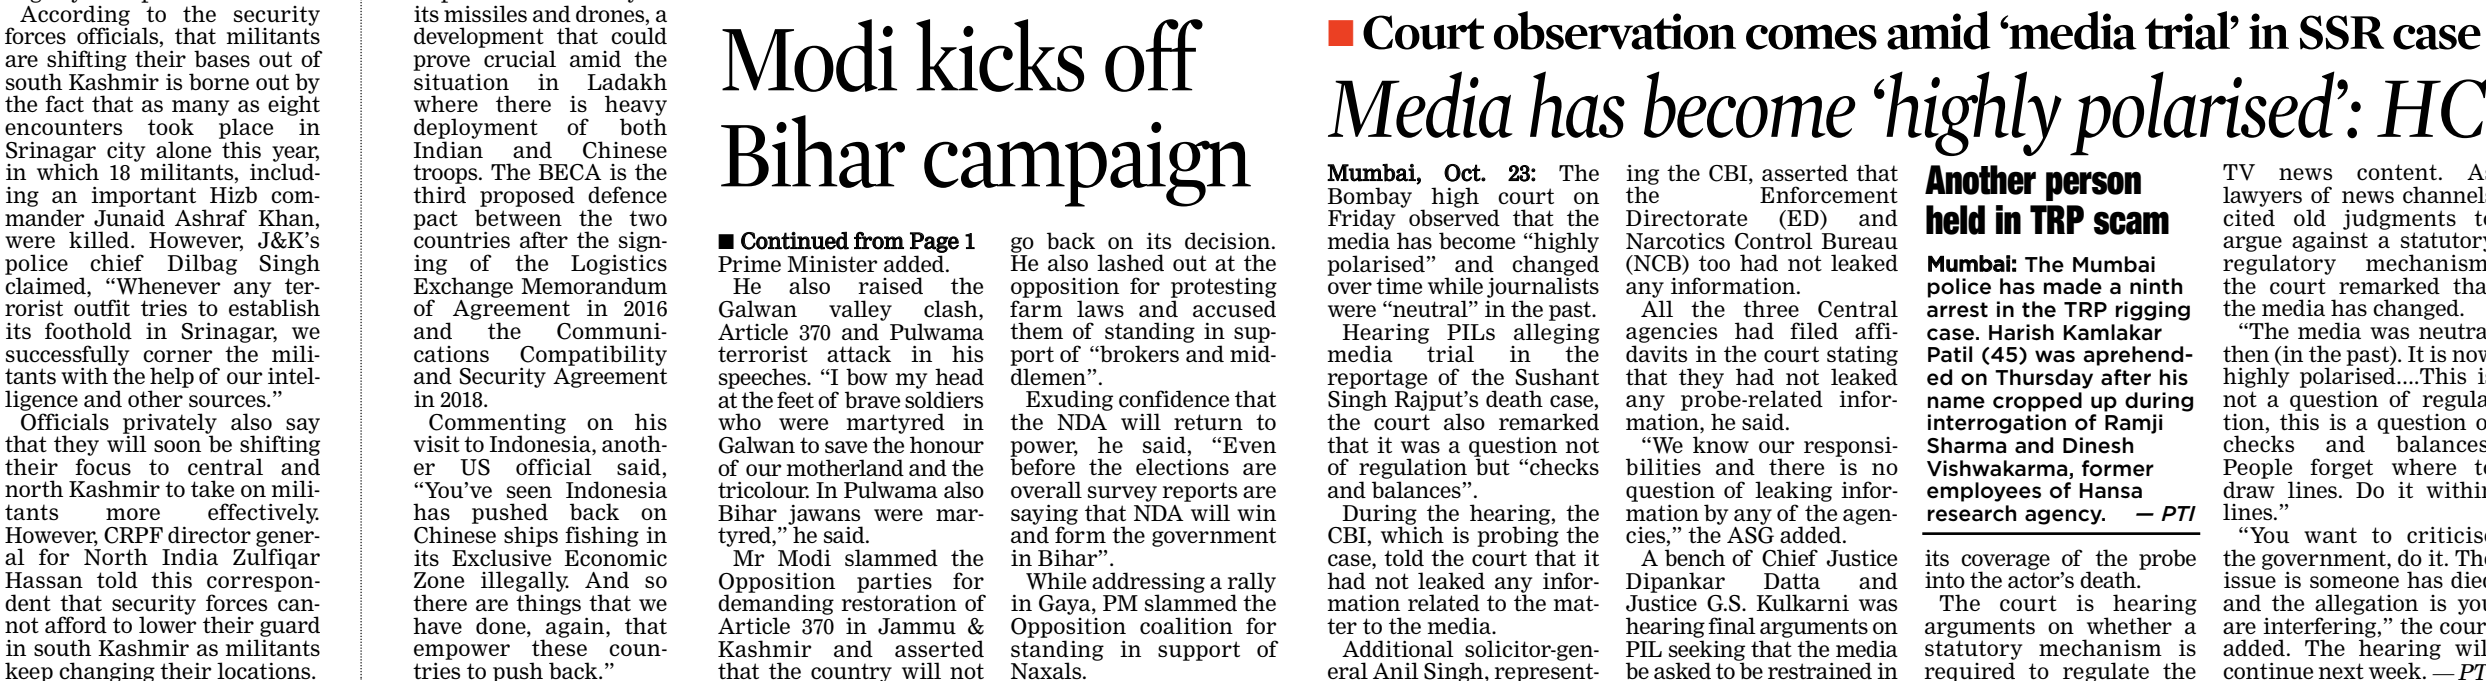 According to the security
forces officials, that militants
are shifting their bases out of
south Kashmir is borne out by
the fact that as many as eight
encounters took place in
Srinagar city alone this year,
in which 18 militants, includ-
ing an important Hizb com-
mander Junaid Ashraf Khan,
were killed. However, J&K's
police chief Dilbag Singh
claimed, “Whenever any ter-
rorist outfit tries to establish
its foothold in Srinagar, we
successfully corner the mili-
tants with the help of our intel-
ligence and other sources.”
Officials privately also say
that they will soon be shifting
their focus to central and
north Kashmir to take on mili-
tants more effectively.
However, CRPF director gener-
al for North India Zulfiqar
Hassan told this correspon-
dent that security forces can-
not afford to lower their guard
in south Kashmir as militants
keep changing their locations.
its missiles and drones, a
development that could
prove crucial amid the
situation in Ladakh
where there is heavy
deployment of both
Indian and Chinese
troops. The BECA is the
third proposed defence
pact between the two
countries after the sign-
ing of the Logistics
Exchange Memorandum
of Agreement in 2016
and the Communi-
cations Compatibility
and Security Agreement
in 2018.
Commenting on his
visit to Indonesia, anoth-
er US official said,
“You've seen Indonesia
has pushed back on
Chinese ships fishing in
its Exclusive Economic
Zone illegally. And so
there are things that we
have done, again, that
empower these coun-
tries to push back.”
Modi kicks off
Bihar campaign
■ Continued from Page 1
Prime Minister added.
He also raised the
Galwan valley clash,
Article 370 and Pulwama
terrorist attack in his
speeches. “I bow my head
at the feet of brave soldiers
who were martyred in
Galwan to save the honour
of our motherland and the
tricolour. In Pulwama also
Bihar jawans were mar-
tyred,” he said.
Mr Modi slammed the
Opposition parties for
demanding restoration of
Article 370 in Jammu &
Kashmir and asserted
that the country will not
go back on its decision.
He also lashed out at the
opposition for protesting
farm laws and accused
them of standing in sup-
port of “brokers and mid-
dlemen”.
Exuding confidence that
the NDA will return to
power, he said, “Even
before the elections are
overall survey reports are
saying that NDA will win
and form the government
in Bihar”.
While addressing a rally
in Gaya, PM slammed the
Opposition coalition for
standing in support of
Naxals.
■ Court observation comes amid ‘media trial’ in SSR case
Media has become ‘highly polarised’: HC
Mumbai, Oct. 23: The
Bombay high court on
Friday observed that the
media has become “highly
polarised” and changed
over time while journalists
were “neutral” in the past.
Hearing PILs alleging
media trial in the
reportage of the Sushant
Singh Rajput's death case,
the court also remarked
that it was a question not
of regulation but “checks
and balances”.
During the hearing, the
CBI, which is probing the
case, told the court that it
had not leaked any infor-
mation related to the mat-
ter to the media.
Additional solicitor-gen-
eral Anil Singh, represent-
ing the CBI, asserted that
the Enforcement
Directorate (ED) and
Narcotics Control Bureau
(NCB) too had not leaked
any information.
All the three Central
agencies had filed affi-
davits in the court stating
that they had not leaked
any probe-related infor-
mation, he said.
“We know our responsi-
bilities and there is no
question of leaking infor-
mation by any of the agen-
cies,” the ASG added.
A bench of Chief Justice
Dipankar Datta and
Justice G.S. Kulkarni was
hearing final arguments on
PIL seeking that the media
be asked to be restrained in
Another person
held in TRP scam
Mumbai: The Mumbai
police has made a ninth
arrest in the TRP rigging
case. Harish Kamlakar
Patil (45) was aprehend-
ed on Thursday after his
name cropped up during
interrogation of Ramji
Sharma and Dinesh
Vishwakarma, former
employees of Hansa
research agency. — PTI
its coverage of the probe
into the actor's death.
The court is hearing
arguments on whether a
statutory mechanism is
required to regulate the
TV news content. As
lawyers of news channels
cited old judgments to
argue against a statutory
regulatory mechanism,
the court remarked that
the media has changed.
“The media was neutral
then (in the past). It is now
highly polarised....This is
not a question of regula-
tion, this is a question of
checks and balances.
People forget where to
draw lines. Do it within
lines.”
“You want to criticise
the government, do it. The
issue is someone has died
and the allegation is you
are interfering,” the court
added. The hearing will
continue next week. — PTI